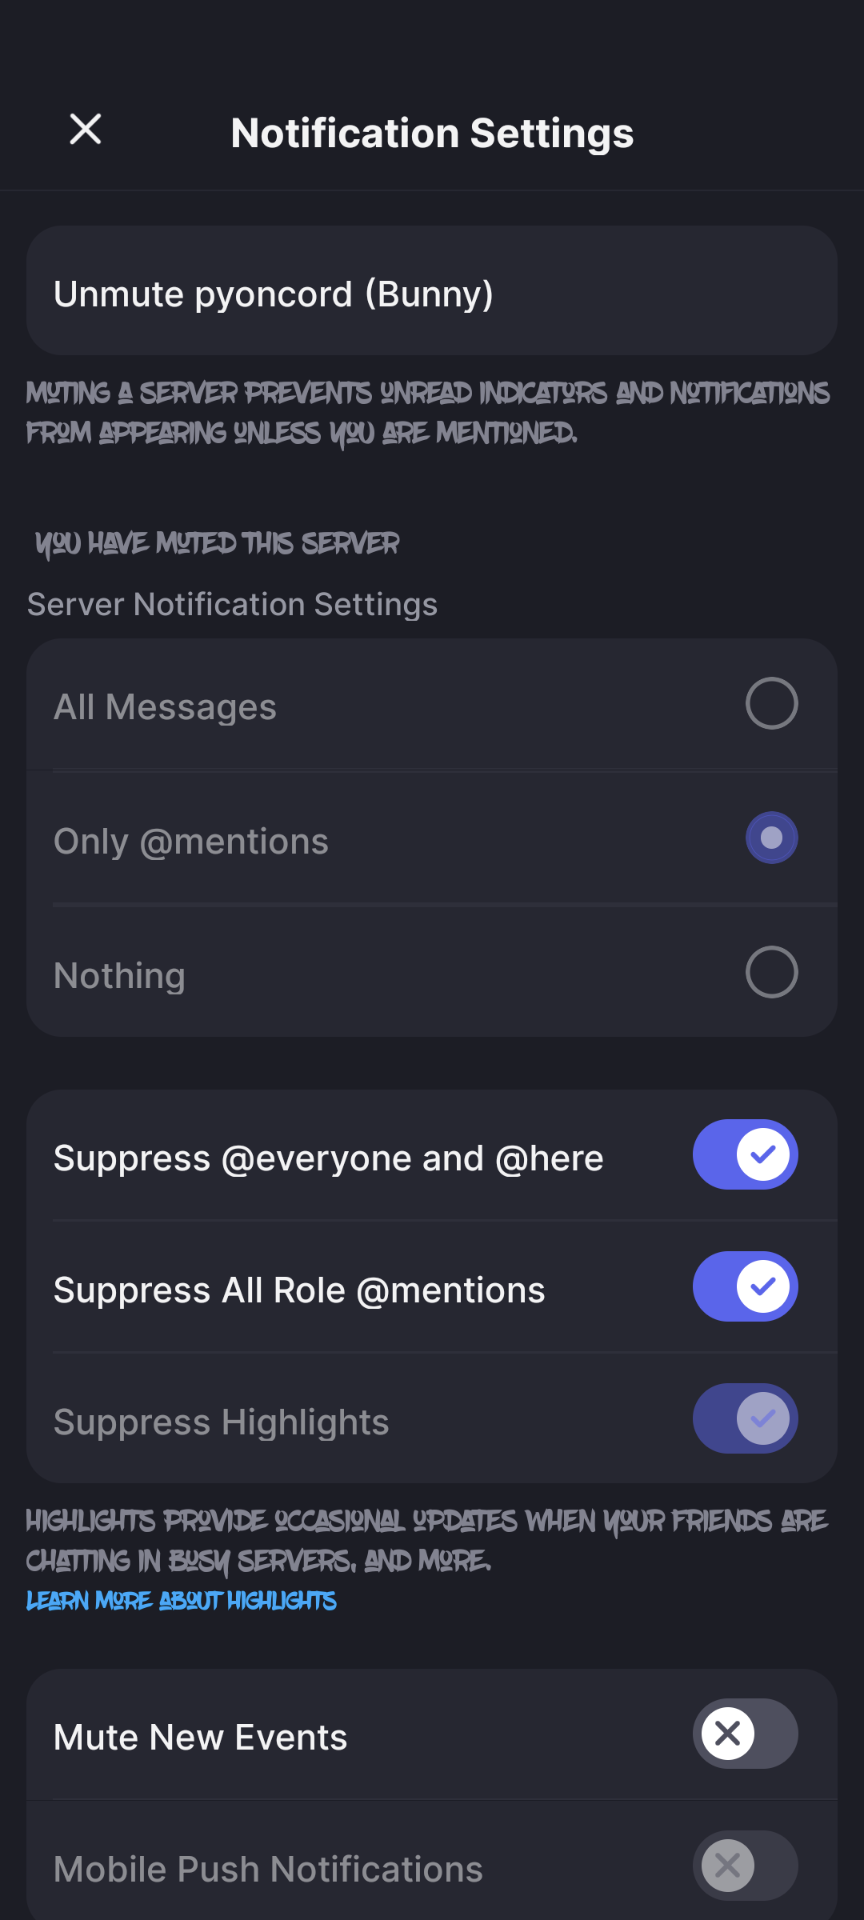 Notification Settings
Unmute pyoncord (Bunny)
MUTING A SERVER PREVENTS UNREAD INDICATORS AND NOTIFICATIONS
FROM APPEARING UNLESS YOU ARE MENTIONED.
YOU HAVE MUTED THIS SERVER
Server Notification Settings
All Messages
Only @mentions
Nothing
Suppress @everyone and @here
Suppress All Role @mentions
Suppress Highlights
HIGHLIGHTS PROVIDE OCCASIONAL UPDATES WHEN YOUR FRIENDS ARE
CHATTING IN BUSY SERVERS, AND MORE.
LEARN MORE ABOUT HIGHLIGHTS
Mute New Events
Mobile Push Notifications